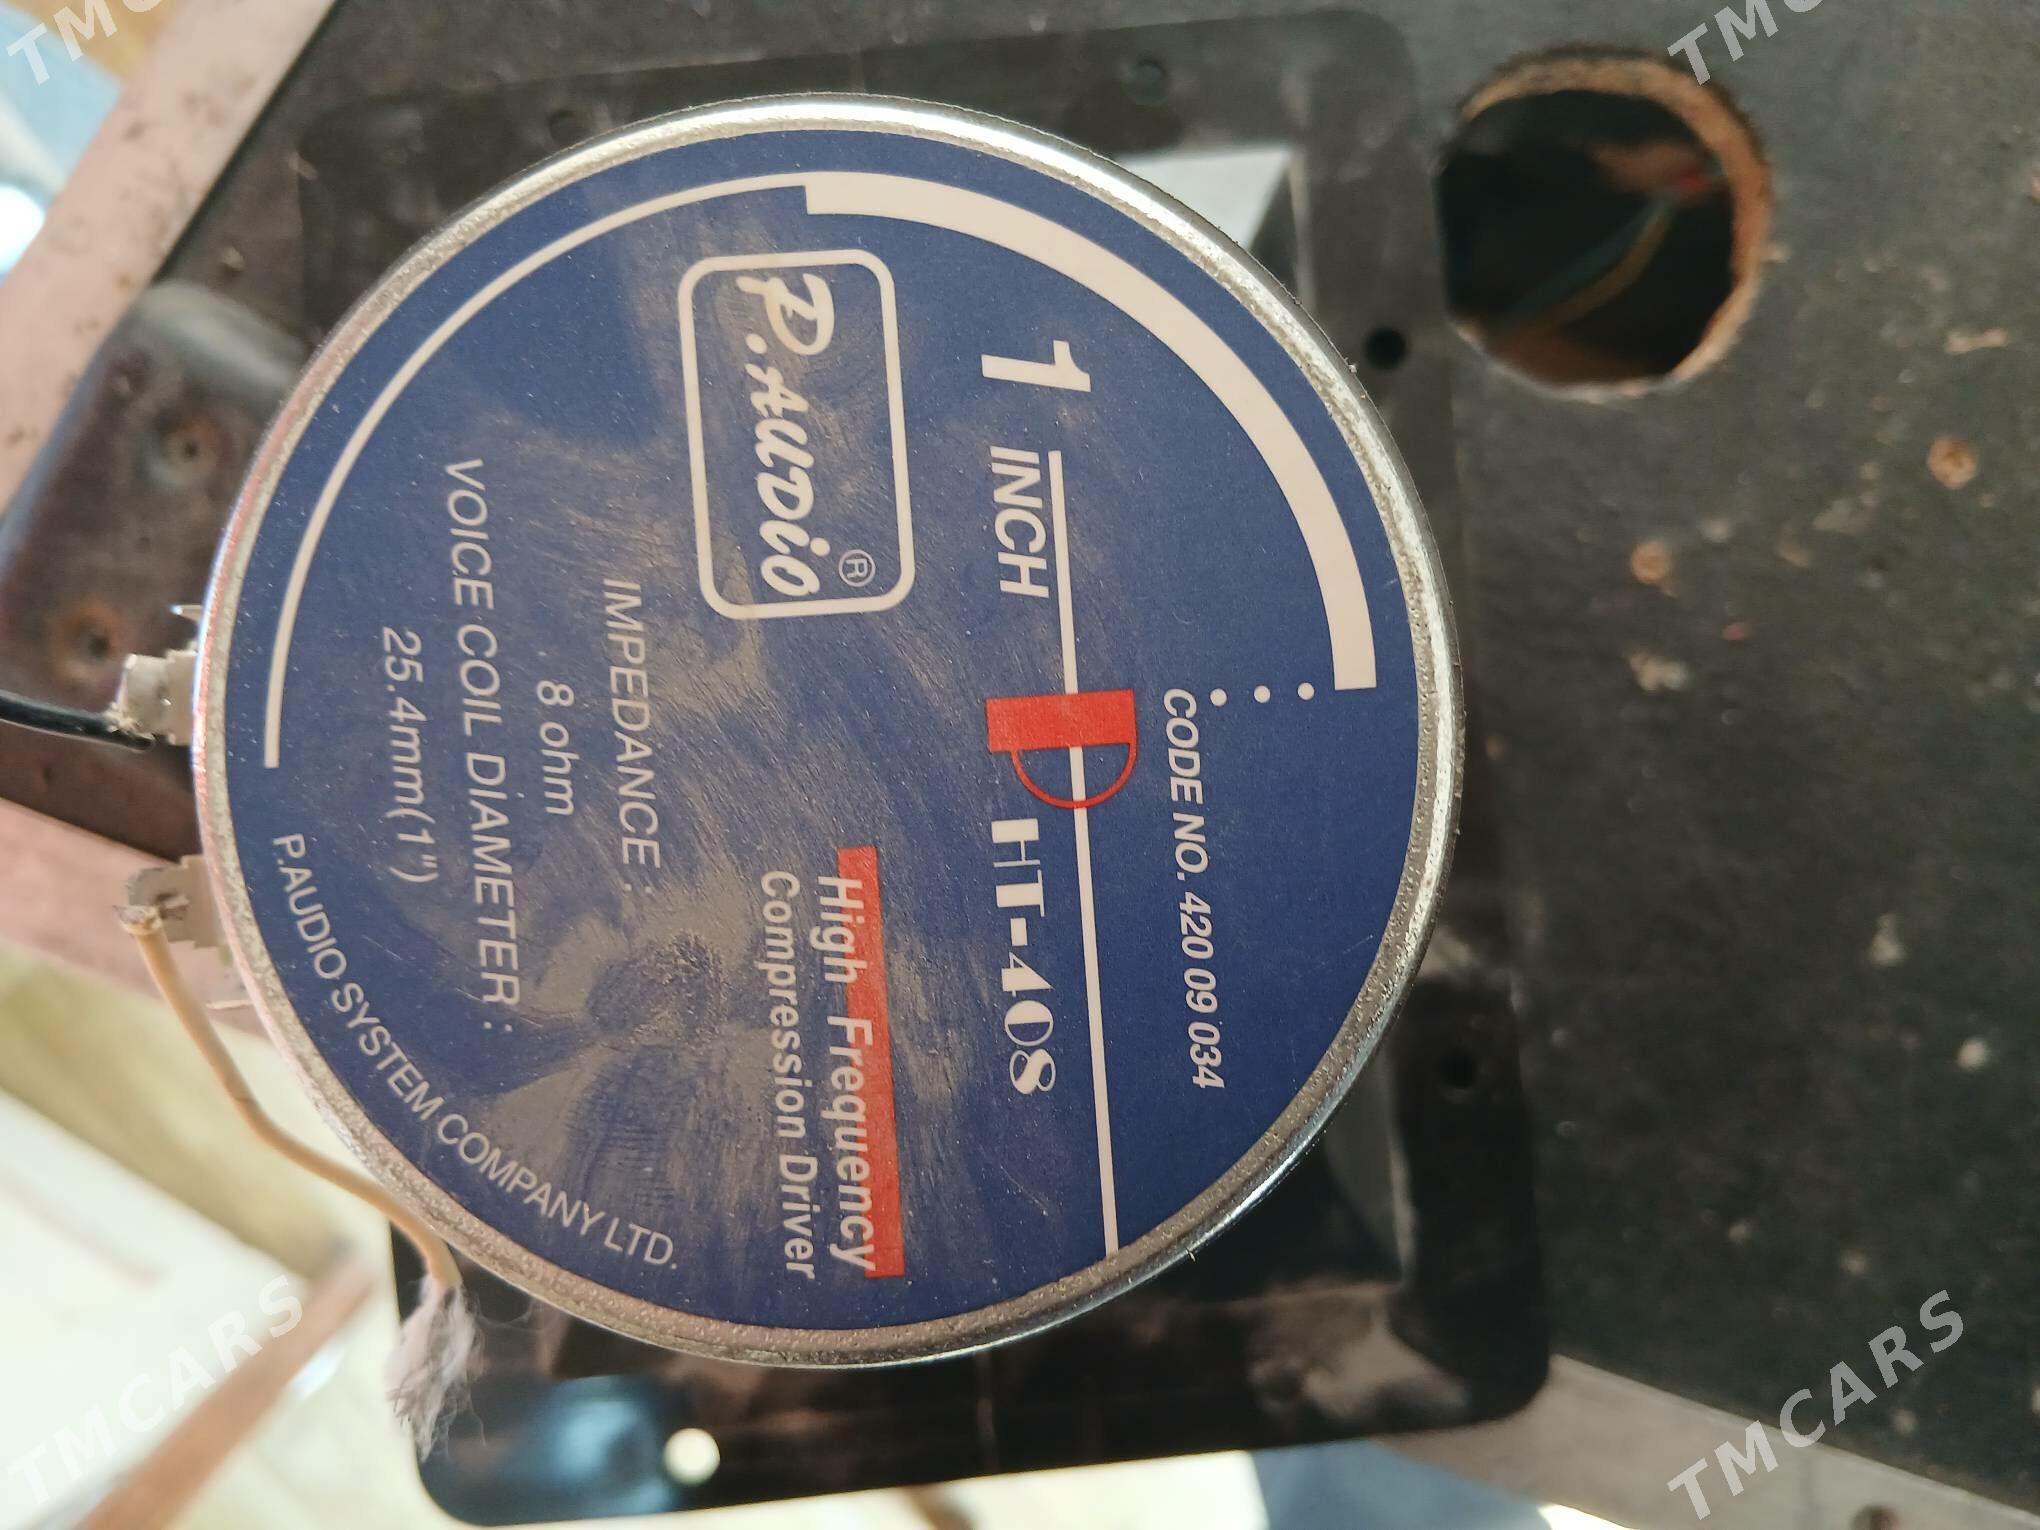 CODE NO. 420 09 034
1 INCH D HT-408
P.AUDiO®
High Frequency
Compression Driver
IMPEDANCE :
8 ohm
VOICE COIL DIAMETER :
25.4mm(1")
P.AUDIO SYSTEM COMPANY LTD.
TMCARS
TMCARS